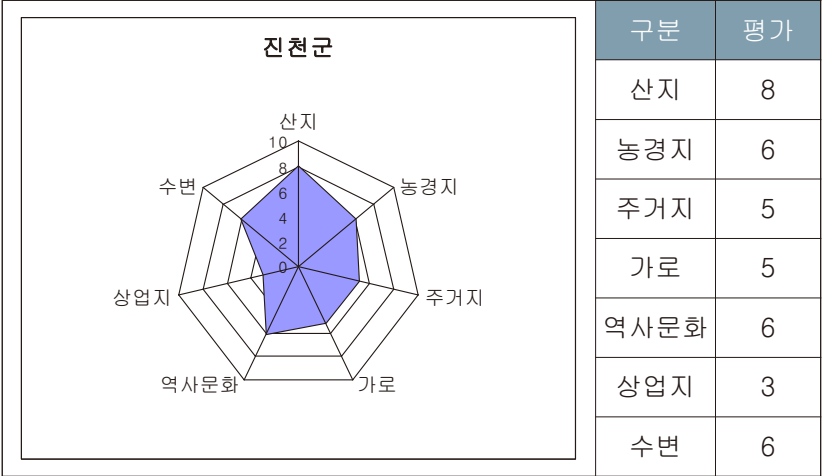 진천군
산지
10
8
6
4
2
0
농경지
주거지
가로
역사문화
상업지
수변
구분 평가
산지 8
농경지 6
주거지 5
가로 5
역사문화 6
상업지 3
수변 6